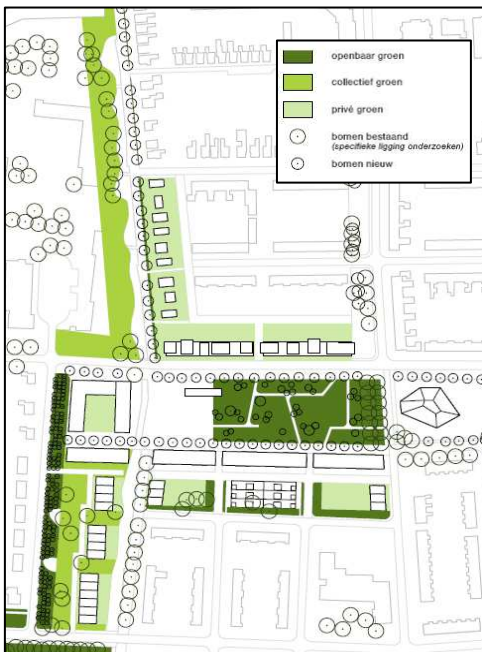 openbaar groen
collectief groen
privé groen
bomen bestaand
(specifieke ligging onderzoeken)
bomen nieuw